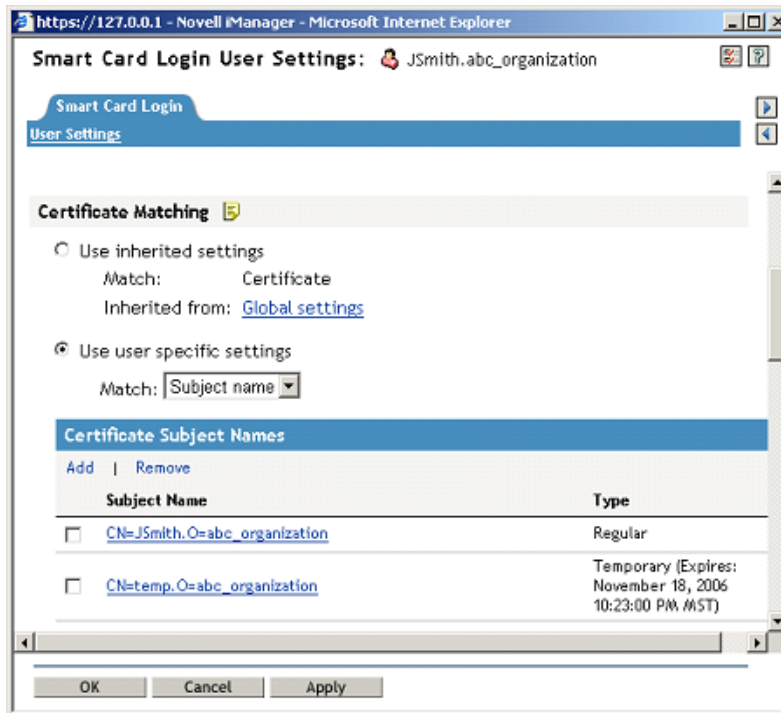 https://127.0.0.1 - Novell iManager - Microsoft Internet Explorer
Smart Card Login User Settings: JSmith.abc_organization
Smart Card Login
User Settings
Certificate Matching
Use inherited settings
Match: Certificate
Inherited from: Global settings
Use user specific settings
Match: Subject name
Certificate Subject Names
Add | Remove
Subject Name Type
CN=JSmith.O=abc_organization Regular
CN=temp.O=abc_organization Temporary (Expires:
November 18, 2006
10:23:00 PM MST)
OK Cancel Apply